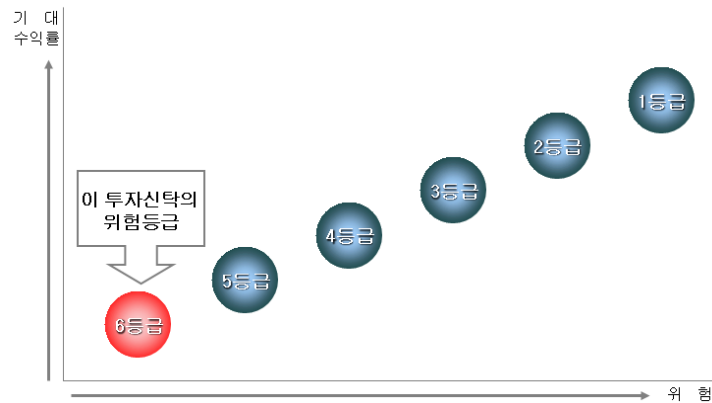 기 대
수익률
1등급
2등급
3등급
이 투자신탁의
위험등급
4등급
5등급
6등급
위 험